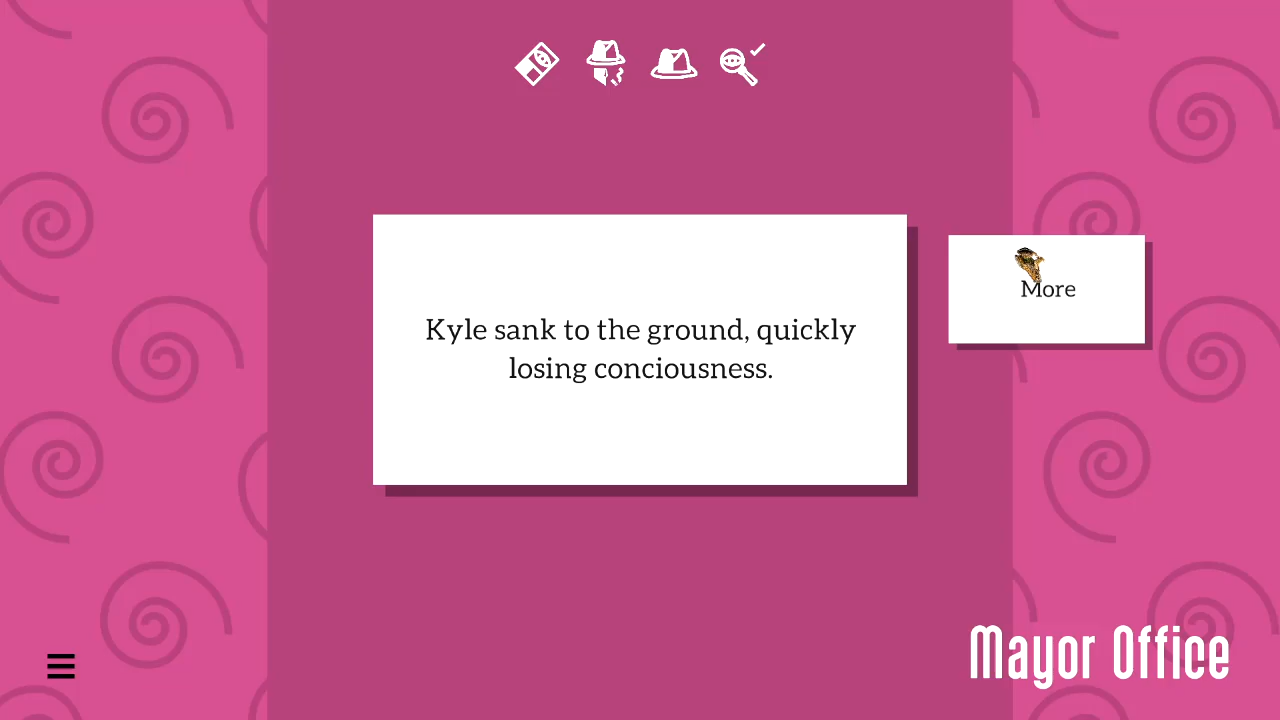 Kyle sank to the ground, quickly
losing conciousness.
More
Mayor Office